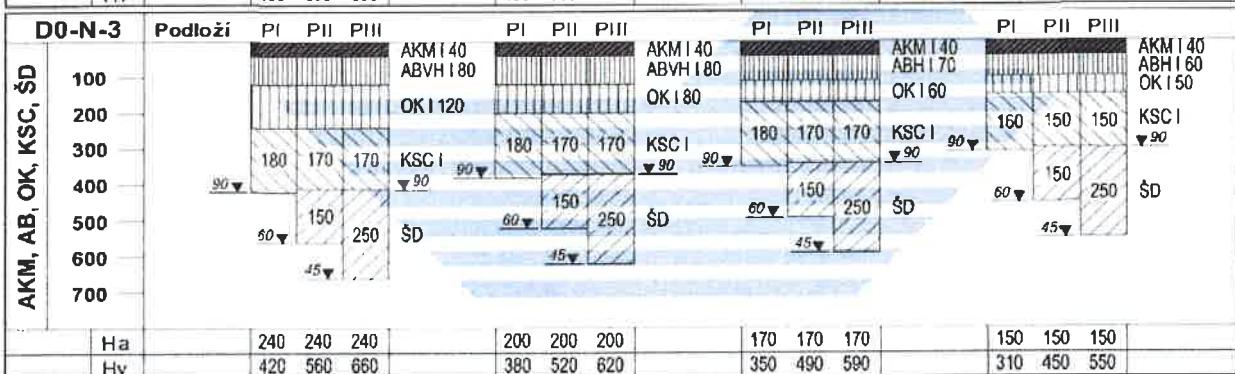 D0-N-3 Podloží PI PII PIII PI PII PIII PI PII PIII PI PII PIII
AKM, AB, OK, KSC, ŠD
100
200
300
400
500
600
700
AKM I 40
ABVH I 80
OK I 120
180 170 170 KSC I
90 90
150 250 ŠD
60
45
AKM I 40
ABVH I 80
OK I 80
180 170 170 KSC I
90 90
150 250 ŠD
60
45
AKM I 40
ABH I 70
OK I 60
180 170 170 KSC I
90 90
150 250 ŠD
60
45
AKM I 40
ABH I 60
OK I 50
160 150 150 KSC I
90 90
150 250 ŠD
60
45
Ha 240 240 240 200 200 200 170 170 170 150 150 150
Hv 420 560 660 380 520 620 350 490 590 310 450 550